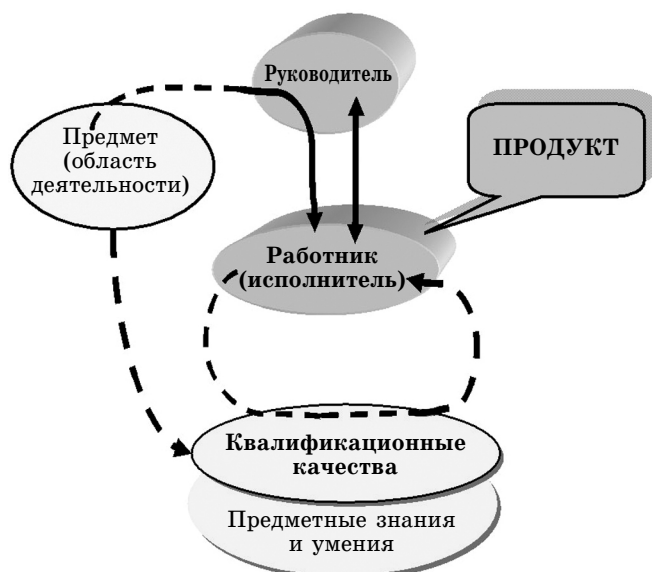 Руководитель
Предмет
(область
деятельности)
ПРОДУКТ
Работник
(исполнитель)
Квалификационные
качества
Предметные знания
и умения